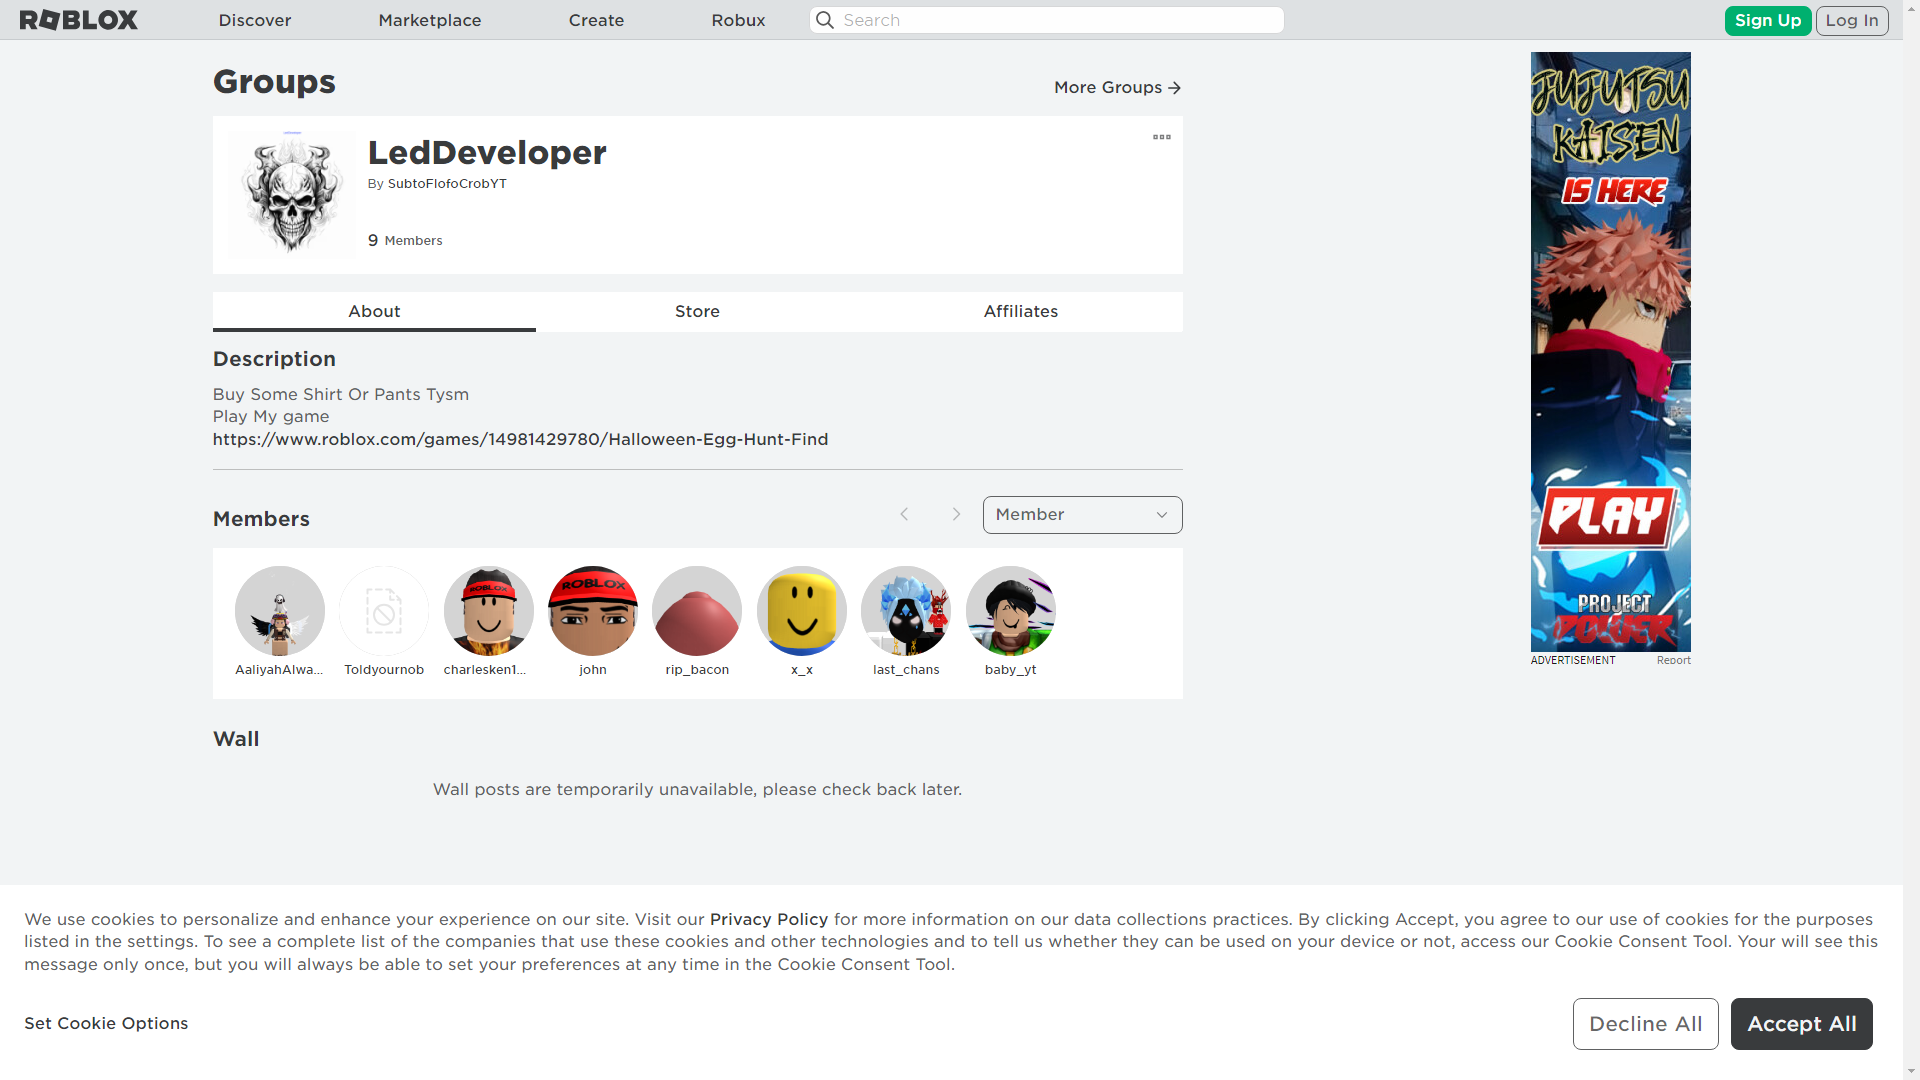 ROBLOX
Discover
Marketplace
Create
Robux
Search
Sign Up
Log In
Groups
More Groups
LedDeveloper
By SubtoFlofoCrobYT
9 Members
About
Store
Affiliates
Description
Buy Some Shirt Or Pants Tysm
Play My game
https://www.roblox.com/games/14981429780/Halloween-Egg-Hunt-Find
Members
Member
ROBLOX
ROBLOX
AaliyahAlwa...
Toldyournob
charlesken1...
john
rip_bacon
x_x
last_chans
baby_yt
Wall
Wall posts are temporarily unavailable, please check back later.
JUJUTSU
KAISEN
IS HERE
PLAY
PROJECT
POWER
ADVERTISEMENT
Report
We use cookies to personalize and enhance your experience on our site. Visit our Privacy Policy for more information on our data collections practices. By clicking Accept, you agree to our use of cookies for the purposes
listed in the settings. To see a complete list of the companies that use these cookies and other technologies and to tell us whether they can be used on your device or not, access our Cookie Consent Tool. Your will see this
message only once, but you will always be able to set your preferences at any time in the Cookie Consent Tool.
Set Cookie Options
Decline All
Accept All